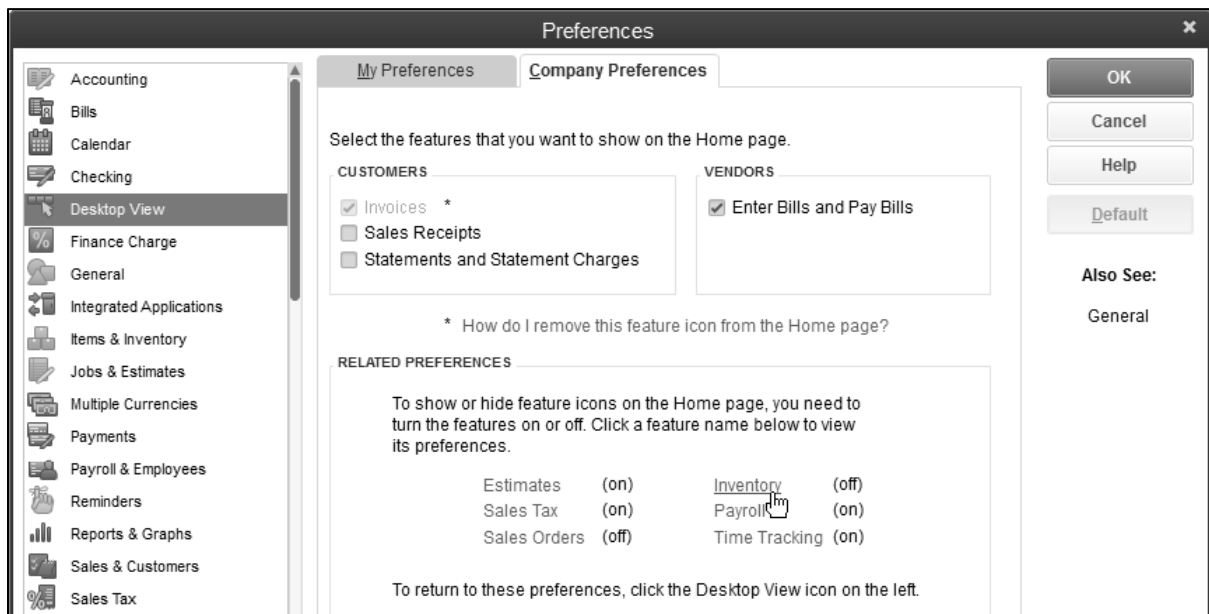 Preferences
Accounting
Bills
Calendar
Checking
Desktop View
Finance Charge
General
Integrated Applications
Items & Inventory
Jobs & Estimates
Multiple Currencies
Payments
Payroll & Employees
Reminders
Reports & Graphs
Sales & Customers
Sales Tax
My Preferences
Company Preferences
Select the features that you want to show on the Home page.
CUSTOMERS
Invoices *
Sales Receipts
Statements and Statement Charges
VENDORS
Enter Bills and Pay Bills
* How do I remove this feature icon from the Home page?
RELATED PREFERENCES
To show or hide feature icons on the Home page, you need to
turn the features on or off. Click a feature name below to view
its preferences.
Estimates (on) Inventory (off)
Sales Tax (on) Payroll (on)
Sales Orders (off) Time Tracking (on)
To return to these preferences, click the Desktop View icon on the left.
OK
Cancel
Help
Default
Also See:
General